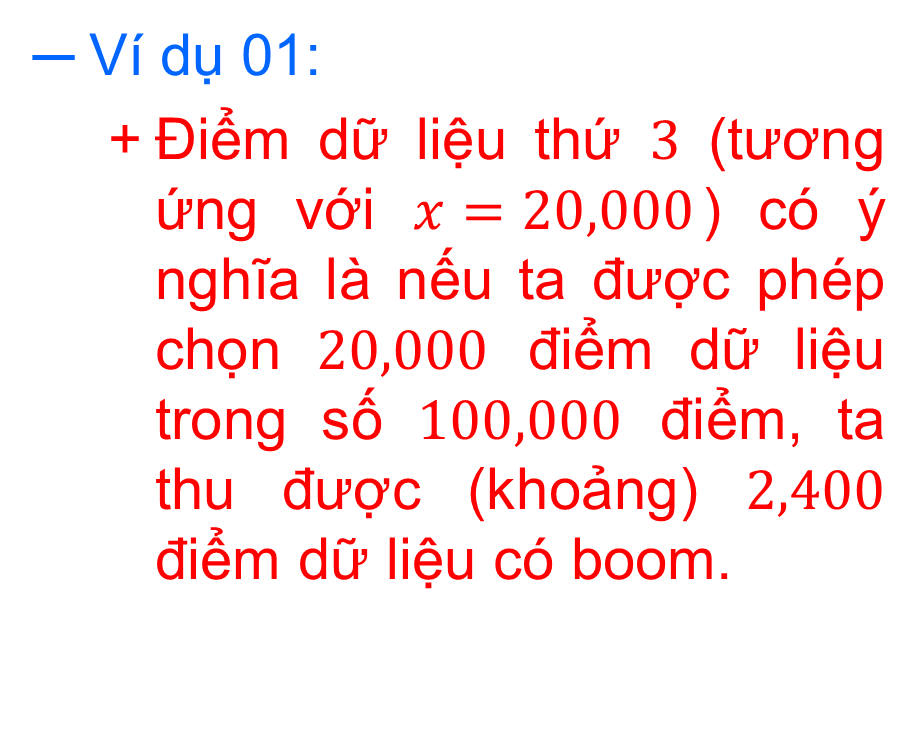 — Ví dụ 01:
+ Điểm dữ liệu thứ 3 (tương
ứng với x = 20,000) có ý
nghĩa là nếu ta được phép
chọn 20,000 điểm dữ liệu
trong số 100,000 điểm, ta
thu được (khoảng) 2,400
điểm dữ liệu có boom.